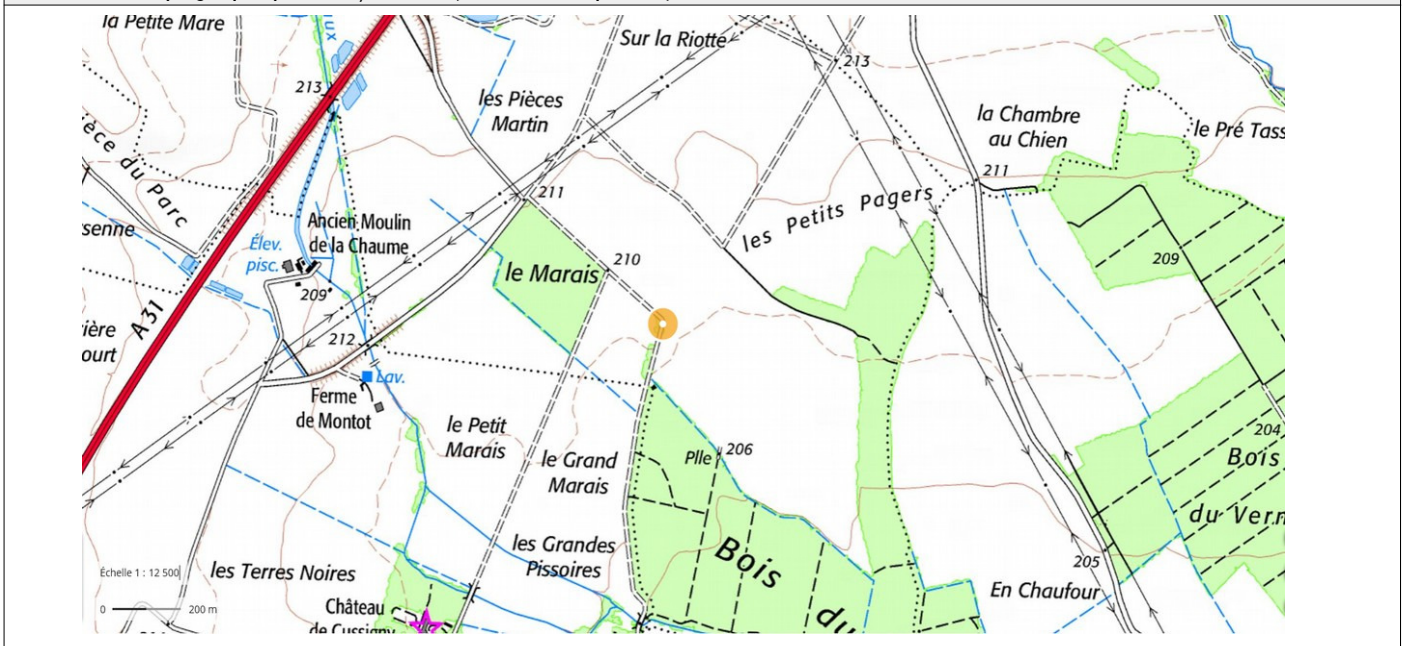 la Petite Mare
Sur la Riotte
213
213
les Pièces
Martin
la Chambre
au Chien
le Pré Tass
èce du Parc
211
211
les Petits Pagers
Ancien Moulin
de la Chaume
senne
Élev.
pisc.
le Marais
210
209
209
A 31
ière
ourt
212
Lav.
Ferme
de Montot
le Petit
Marais
le Grand
Marais
Plle
206
204
Bois
du Vern
les Grandes
Pissoires
Bois
du
205
En Chaufour
Échelle 1 : 12 500
les Terres Noires
0
200 m
Château
de Cussigny